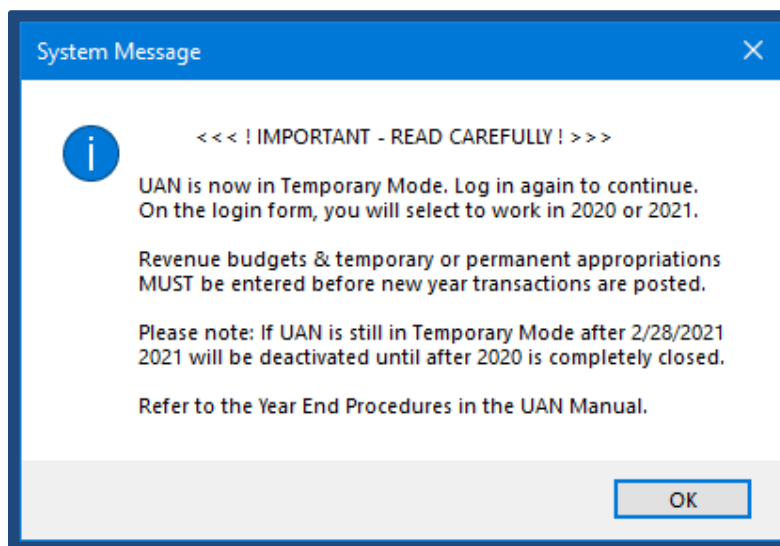 System Message
<<< ! IMPORTANT - READ CAREFULLY ! >>>
UAN is now in Temporary Mode. Log in again to continue.
On the login form, you will select to work in 2020 or 2021.
Revenue budgets & temporary or permanent appropriations
MUST be entered before new year transactions are posted.
Please note: If UAN is still in Temporary Mode after 2/28/2021
2021 will be deactivated until after 2020 is completely closed.
Refer to the Year End Procedures in the UAN Manual.
OK